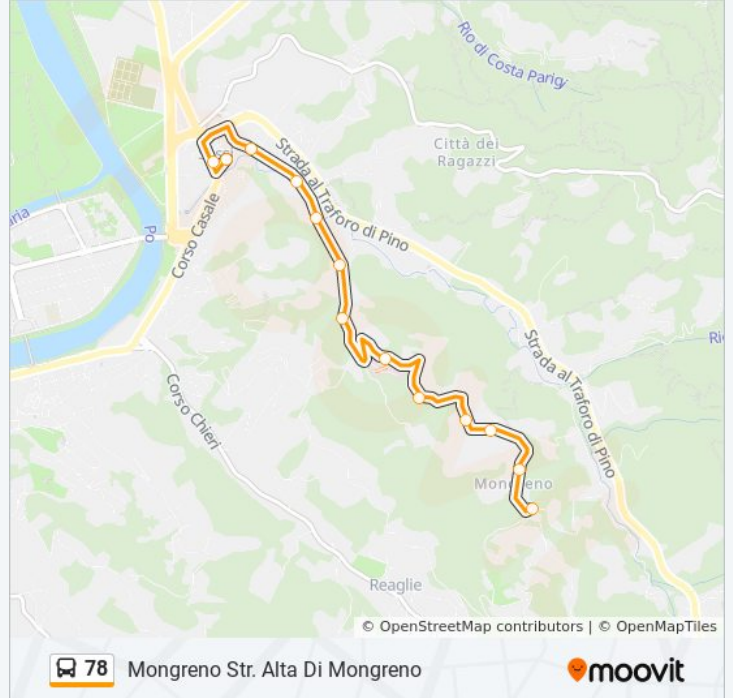 Rio di Costa Parigi
Città dei
Ragazzi
Strada al Traforo di Pino
aria
Po
Corso Casale
Strada al Traforo di Pino
Ri
Corso Chieri
Mongreno
Reaglie
© OpenStreetMap contributors | © OpenMapTiles
78 Mongreno Str. Alta Di Mongreno
moovit